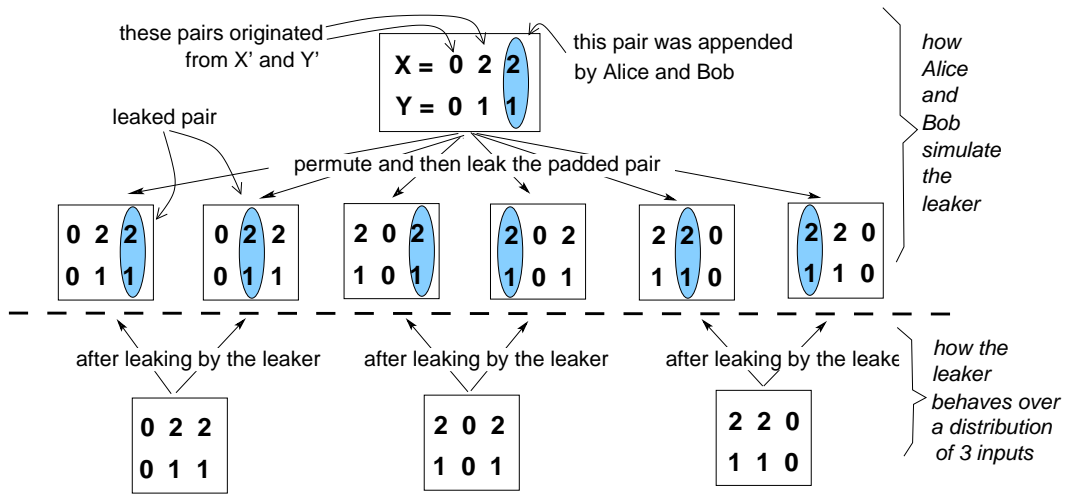 these pairs originated
from X' and Y'
X = 0 2 2
Y = 0 1 1
this pair was appended
by Alice and Bob
how
Alice
and
Bob
simulate
the
leaker
leaked pair
permute and then leak the padded pair
0 2 2
0 1 1
0 2 2
0 1 1
2 0 2
1 0 1
2 0 2
1 0 1
2 2 0
1 1 0
2 2 0
1 1 0
after leaking by the leaker
after leaking by the leaker
after leaking by the leake
how the
leaker
behaves over
a distribution
of 3 inputs
0 2 2
0 1 1
2 0 2
1 0 1
2 2 0
1 1 0